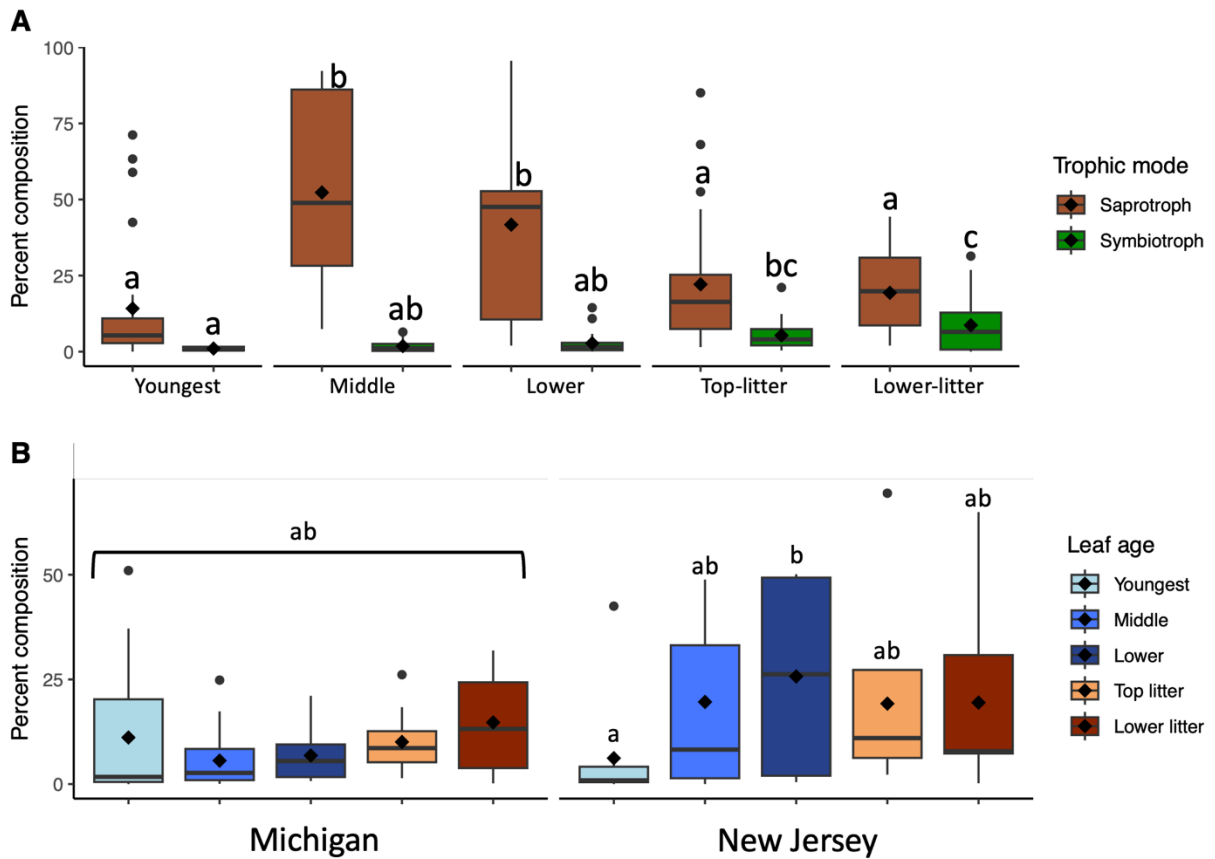 A
Percent composition
100
75
50
25
0
a
a
b
ab
b
ab
a
bc
a
c
Youngest
Middle
Lower
Top-litter
Lower-litter
Trophic mode
Saprotroph
Symbiotroph
B
Percent composition
50
25
0
ab
a
ab
b
ab
ab
Michigan
New Jersey
Leaf age
Youngest
Middle
Lower
Top litter
Lower litter